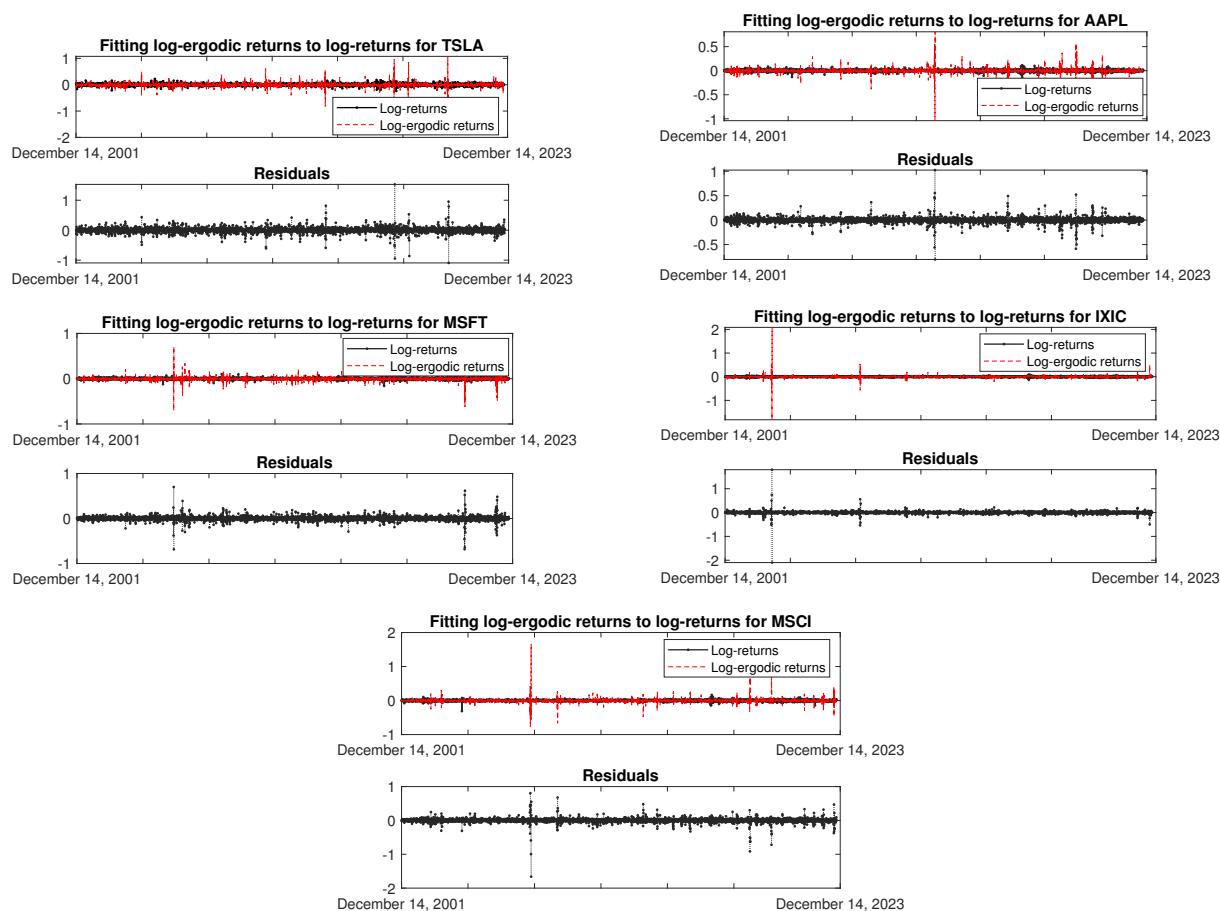 Fitting log-ergodic returns to log-returns for TSLA
1
0
-1
-2
Log-returns
Log-ergodic returns
December 14, 2001 December 14, 2023
Residuals
1
0
-1
December 14, 2001 December 14, 2023
Fitting log-ergodic returns to log-returns for AAPL
0.5
0
-0.5
-1
Log-returns
Log-ergodic returns
December 14, 2001 December 14, 2023
Residuals
1
0.5
0
-0.5
December 14, 2001 December 14, 2023
Fitting log-ergodic returns to log-returns for MSFT
1
0
-1
Log-returns
Log-ergodic returns
December 14, 2001 December 14, 2023
Residuals
1
0
-1
December 14, 2001 December 14, 2023
Fitting log-ergodic returns to log-returns for IXIC
2
1
0
-1
Log-returns
Log-ergodic returns
December 14, 2001 December 14, 2023
Residuals
1
0
-1
-2
December 14, 2001 December 14, 2023
Fitting log-ergodic returns to log-returns for MSCI
2
1
0
-1
Log-returns
Log-ergodic returns
December 14, 2001 December 14, 2023
Residuals
1
0
-1
-2
December 14, 2001 December 14, 2023